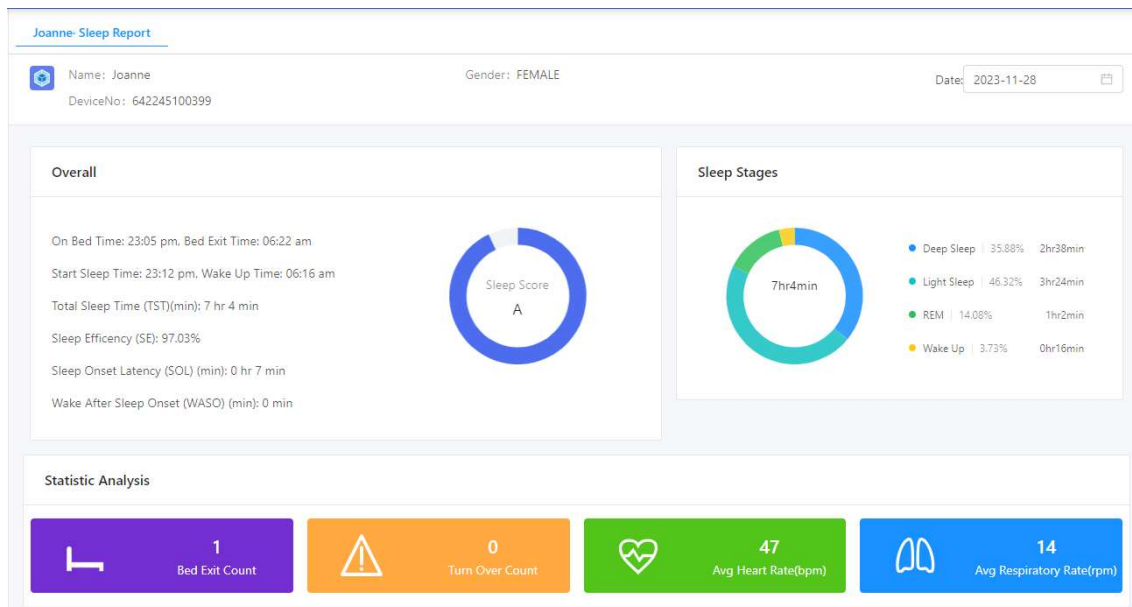 Joanne- Sleep Report
Name: Joanne
Gender: FEMALE
Date: 2023-11-28
DeviceNo: 642245100399
Overall
On Bed Time: 23:05 pm, Bed Exit Time: 06:22 am
Start Sleep Time: 23:12 pm, Wake Up Time: 06:16 am
Total Sleep Time (TST)(min): 7 hr 4 min
Sleep Efficency (SE): 97.03%
Sleep Onset Latency (SOL) (min): 0 hr 7 min
Wake After Sleep Onset (WASO) (min): 0 min
Sleep Score
A
Sleep Stages
7hr4min
Deep Sleep | 35.88% 2hr38min
Light Sleep | 46.32% 3hr24min
REM | 14.08% 1hr2min
Wake Up | 3.73% 0hr16min
Statistic Analysis
1
Bed Exit Count
0
Turn Over Count
47
Avg Heart Rate(bpm)
14
Avg Respiratory Rate(rpm)